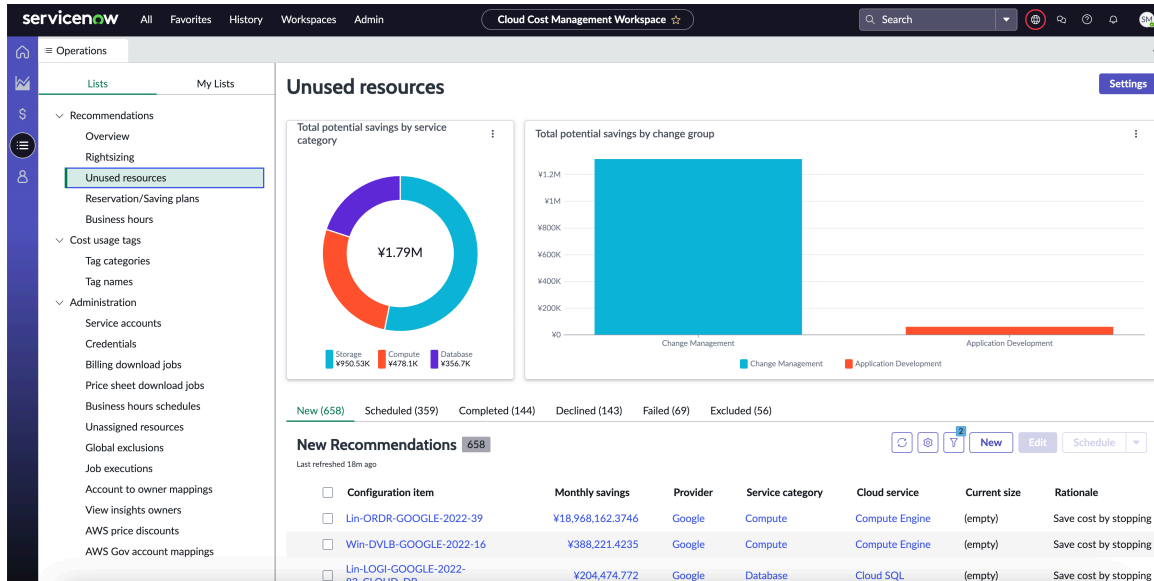 servicenow All Favorites History Workspaces Admin Cloud Cost Management Workspace Search SM
Operations
Lists My Lists
Recommendations
Overview
Rightsizing
Unused resources
Reservation/Saving plans
Business hours
Cost usage tags
Tag categories
Tag names
Administration
Service accounts
Credentials
Billing download jobs
Price sheet download jobs
Business hours schedules
Unassigned resources
Global exclusions
Job executions
Account to owner mappings
View insights owners
AWS price discounts
AWS Gov account mappings
Unused resources
Settings
Total potential savings by service
category
¥1.79M
Storage
¥950.53K
Compute
¥478.1K
Database
¥356.7K
Total potential savings by change group
¥1.2M
¥1M
¥800K
¥600K
¥400K
¥200K
¥0
Change Management Application Development
Change Management Application Development
New (658) Scheduled (359) Completed (144) Declined (143) Failed (69) Excluded (56)
New Recommendations 658
Last refreshed 18m ago
2
New Edit Schedule
Configuration item Monthly savings Provider Service category Cloud service Current size Rationale
Lin-ORDR-GOOGLE-2022-39 ¥18,968,162.3746 Google Compute Compute Engine (empty) Save cost by stopping
Win-DVLB-GOOGLE-2022-16 ¥388,221.4235 Google Compute Compute Engine (empty) Save cost by stopping
Lin-LOGI-GOOGLE-2022-
¥204,474.772 Google Database Cloud SQL (empty) Save cost by stopping